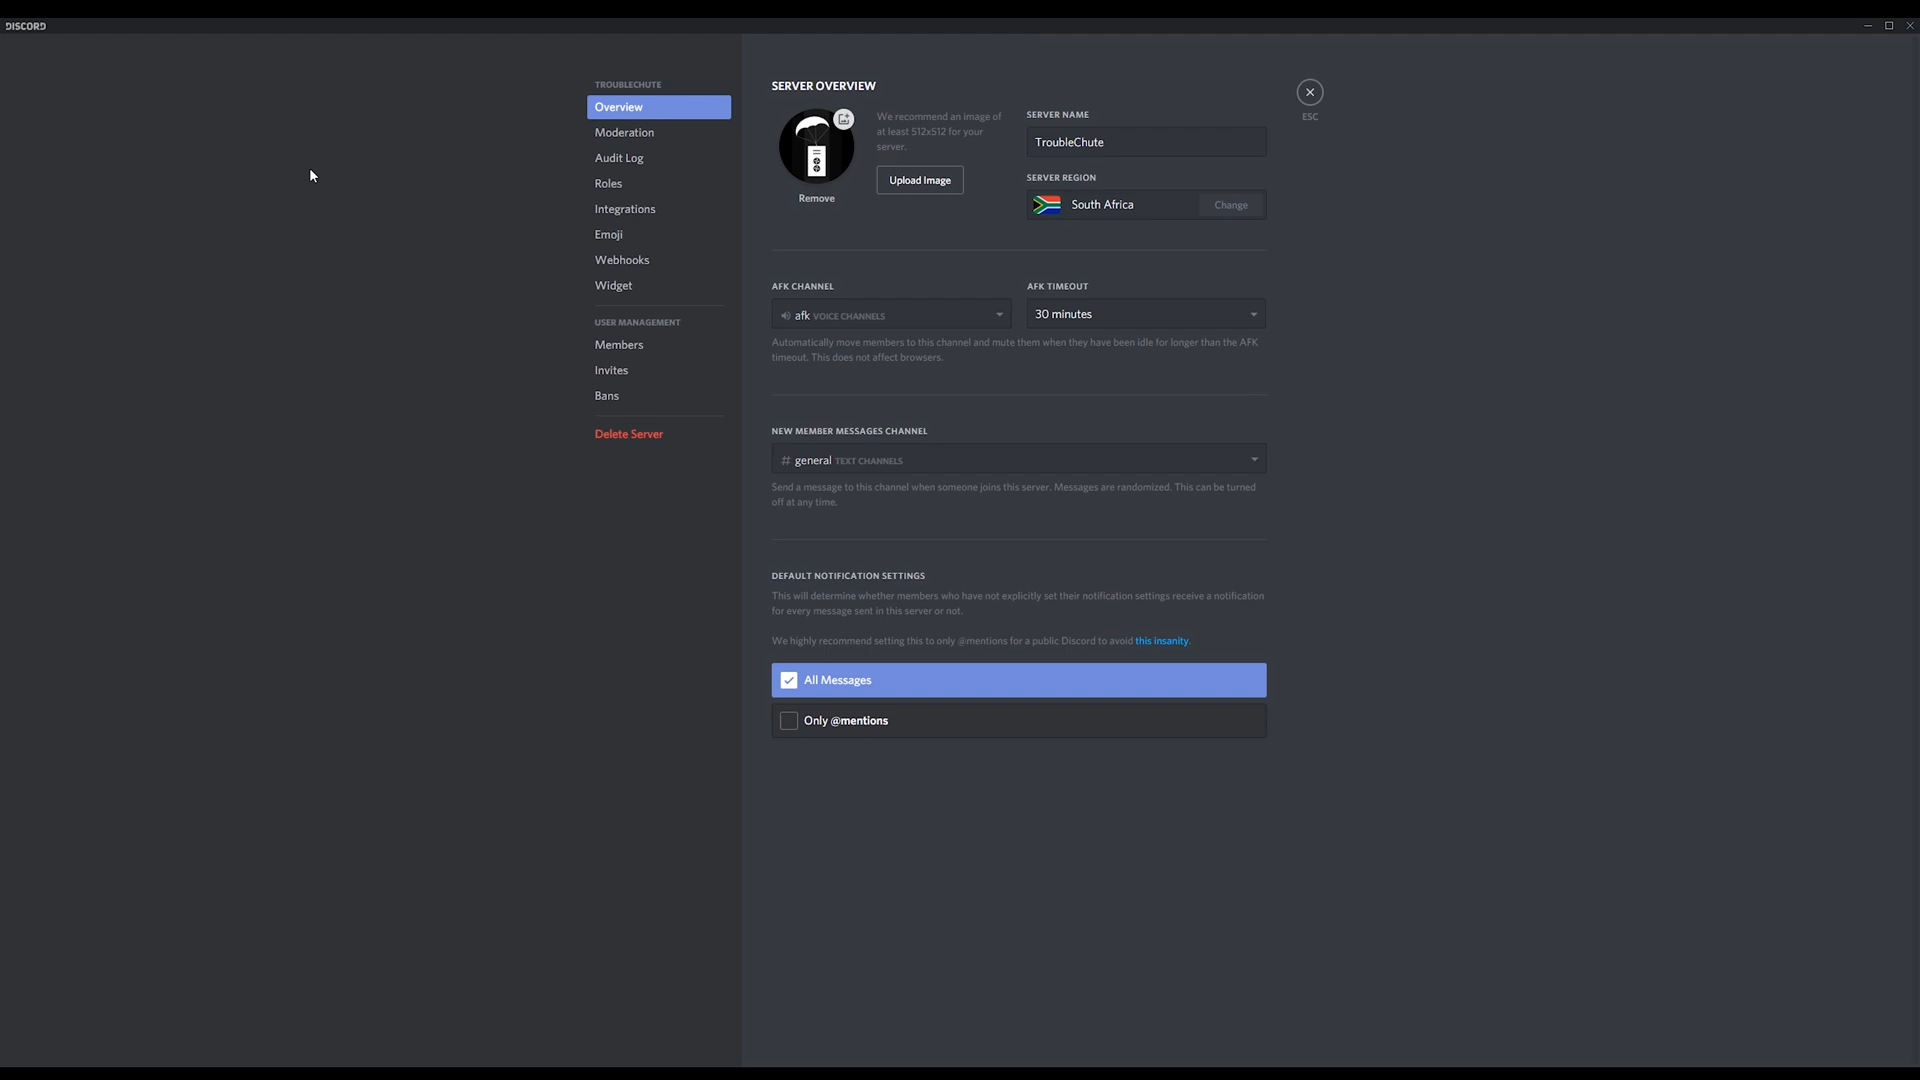 DISCORD
TROUBLECHUTE
Overview
Moderation
Audit Log
Roles
Integrations
Emoji
Webhooks
Widget
USER MANAGEMENT
Members
Invites
Bans
Delete Server
SERVER OVERVIEW
We recommend an image of
at least 512x512 for your
server.
Upload Image
Remove
SERVER NAME
TroubleChute
SERVER REGION
South Africa
Change
ESC
AFK CHANNEL
afk VOICE CHANNELS
AFK TIMEOUT
30 minutes
Automatically move members to this channel and mute them when they have been idle for longer than the AFK
timeout. This does not affect browsers.
NEW MEMBER MESSAGES CHANNEL
# general TEXT CHANNELS
Send a message to this channel when someone joins this server. Messages are randomized. This can be turned
off at any time.
DEFAULT NOTIFICATION SETTINGS
This will determine whether members who have not explicitly set their notification settings receive a notification
for every message sent in this server or not.
We highly recommend setting this to only @mentions for a public Discord to avoid this insanity.
All Messages
Only @mentions